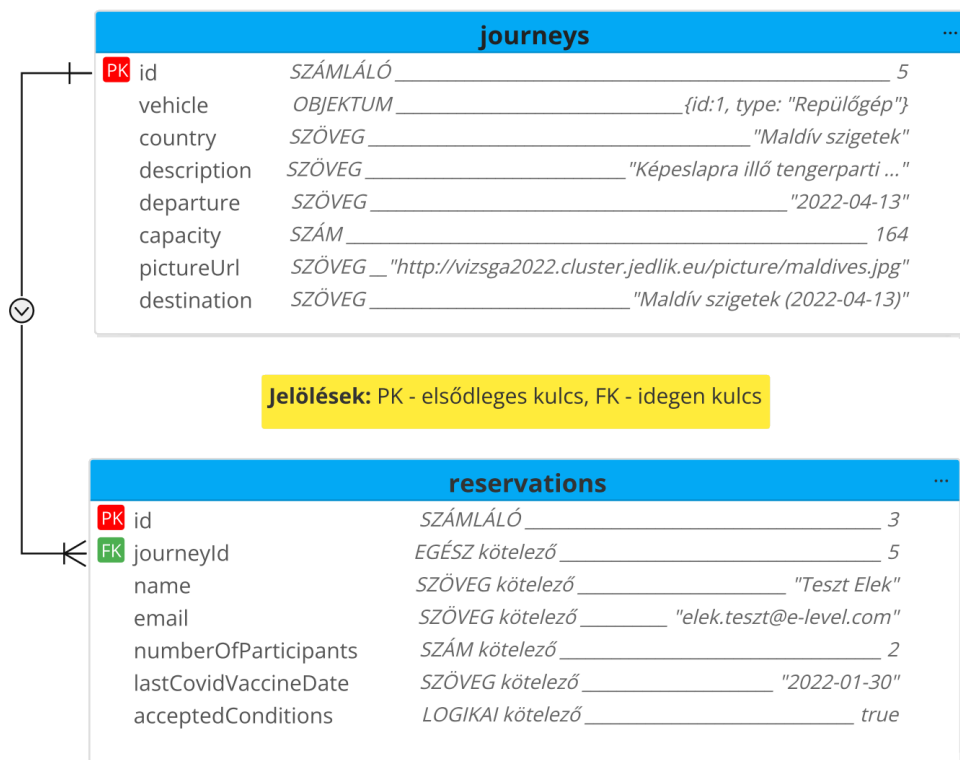 journeys ...
PK id SZÁMLÁLÓ 5
vehicle OBJEKTUM {id:1, type: "Repülőgép"}
country SZÖVEG "Maldív szigetek"
description SZÖVEG "Képeslapra illő tengerparti ..."
departure SZÖVEG "2022-04-13"
capacity SZÁM 164
pictureUrl SZÖVEG "http://vizsga2022.cluster.jedlik.eu/picture/maldives.jpg"
destination SZÖVEG "Maldív szigetek (2022-04-13)"
Jelölések: PK - elsődleges kulcs, FK - idegen kulcs
reservations ...
PK id SZÁMLÁLÓ 3
FK journeyId EGÉSZ kötelező 5
name SZÖVEG kötelező "Teszt Elek"
email SZÖVEG kötelező "elek.teszt@e-level.com"
numberOfParticipants SZÁM kötelező 2
lastCovidVaccineDate SZÖVEG kötelező "2022-01-30"
acceptedConditions LOGIKAI kötelező true